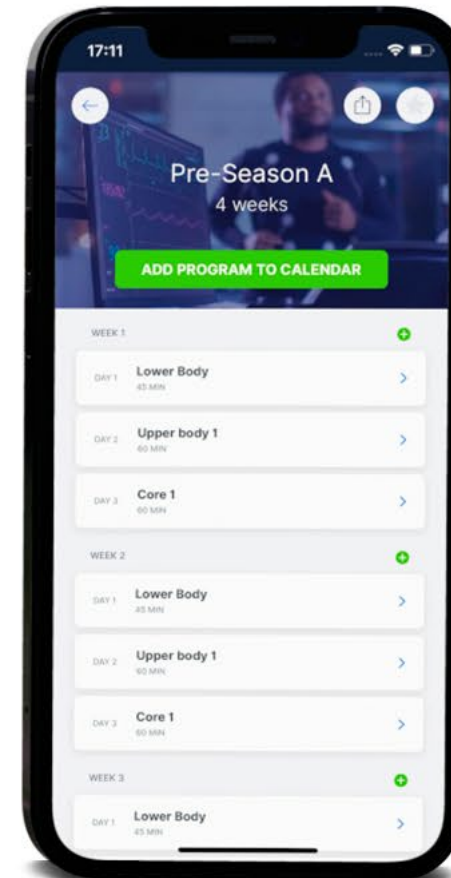 17:11
Pre-Season A
4 weeks
ADD PROGRAM TO CALENDAR
WEEK 1
DAY 1 Lower Body
45 MIN
DAY 2 Upper body 1
60 MIN
DAY 3 Core 1
60 MIN
WEEK 2
DAY 1 Lower Body
45 MIN
DAY 2 Upper body 1
60 MIN
DAY 3 Core 1
60 MIN
WEEK 3
DAY 1 Lower Body
45 MIN